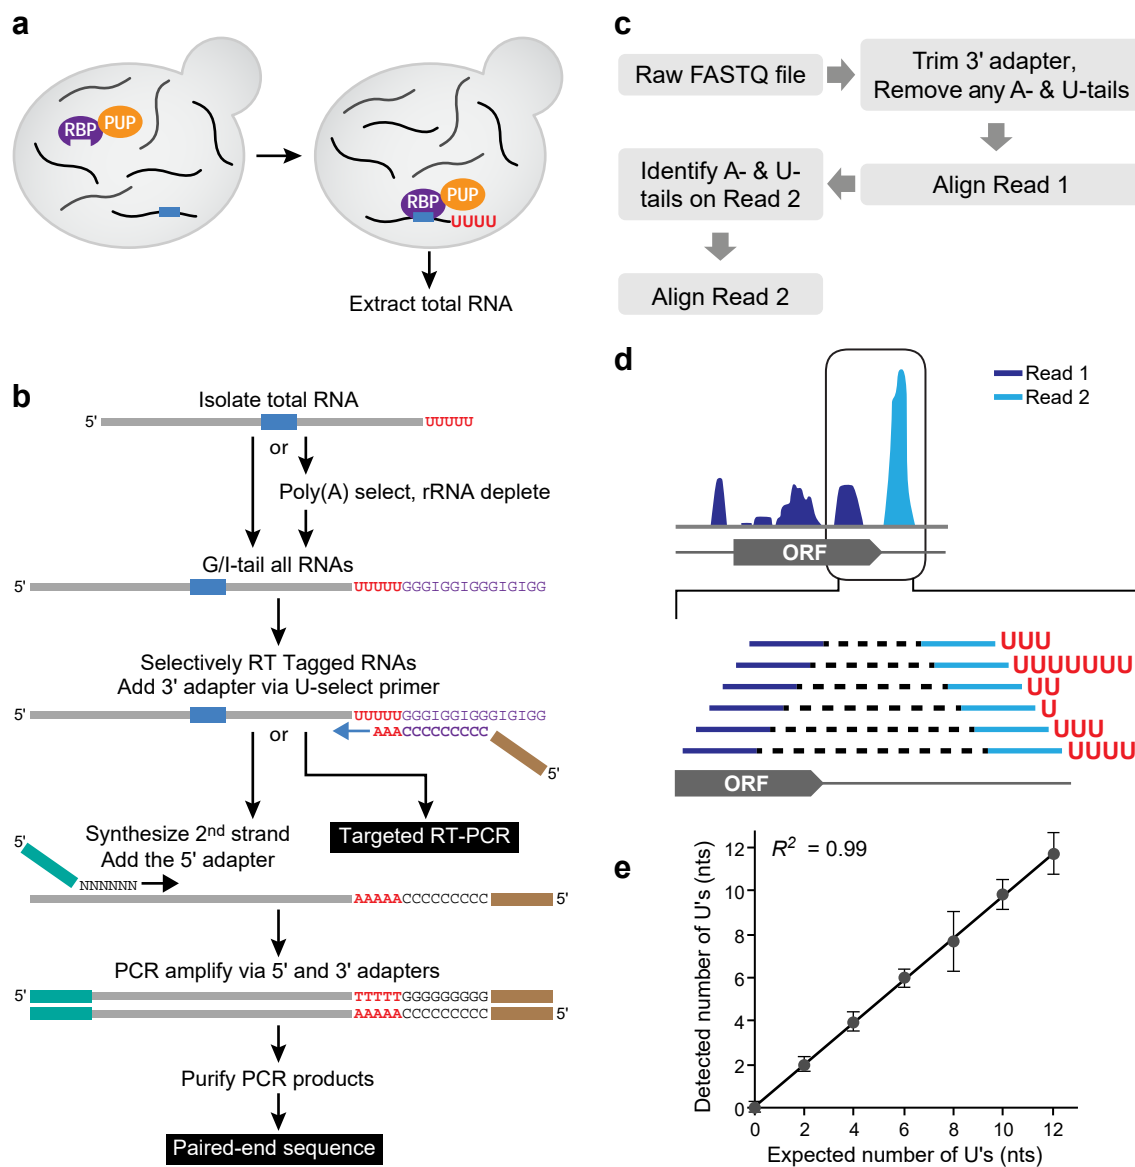 a
RBP PUP
RBP PUP
UUUU
Extract total RNA
b
Isolate total RNA
5' UUUUU
or
Poly(A) select, rRNA deplete
G/I-tail all RNAs
5' UUUUUGGGIGGIGGGIGIGG
Selectively RT Tagged RNAs
Add 3' adapter via U-select primer
5' UUUUUGGGIGGIGGGIGIGG
or
AAACCCCCCCCC
5'
Targeted RT-PCR
Synthesize 2nd strand
Add the 5' adapter
5'
NNNNNN
AAAAACCCCCCCCC 5'
PCR amplify via 5' and 3' adapters
5' TTTTTGGGGGGGGG
AAAAACCCCCCCCC 5'
Purify PCR products
Paired-end sequence
c
Raw FASTQ file
Trim 3' adapter,
Remove any A- & U-tails
Align Read 1
Identify A- & U-
tails on Read 2
Align Read 2
d
Read 1
Read 2
ORF
UUU
UUUUUUU
UU
U
UUU
UUUU
ORF
e
R2 = 0.99
Detected number of U's (nts)
12
10
8
6
4
2
0
0 2 4 6 8 10 12
Expected number of U's (nts)